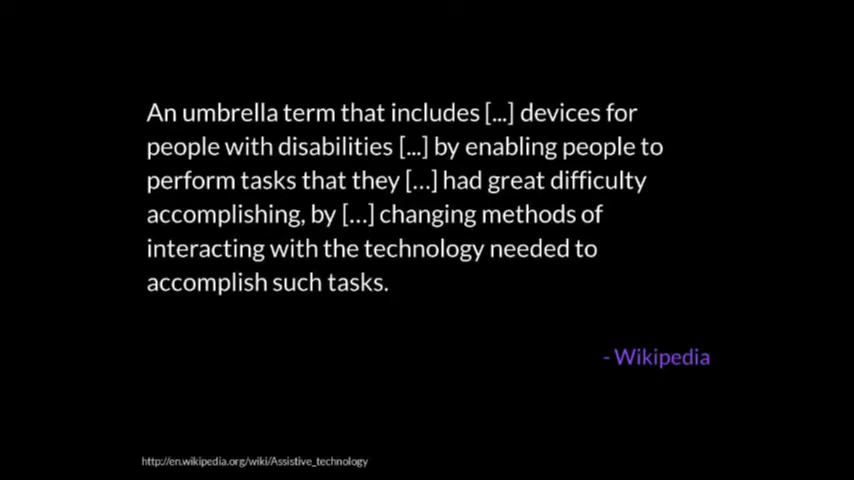 An umbrella term that includes [...] devices for
people with disabilities [...] by enabling people to
perform tasks that they [...] had great difficulty
accomplishing, by [...] changing methods of
interacting with the technology needed to
accomplish such tasks.
- Wikipedia
http://en.wikipedia.org/wiki/Assistive_technology